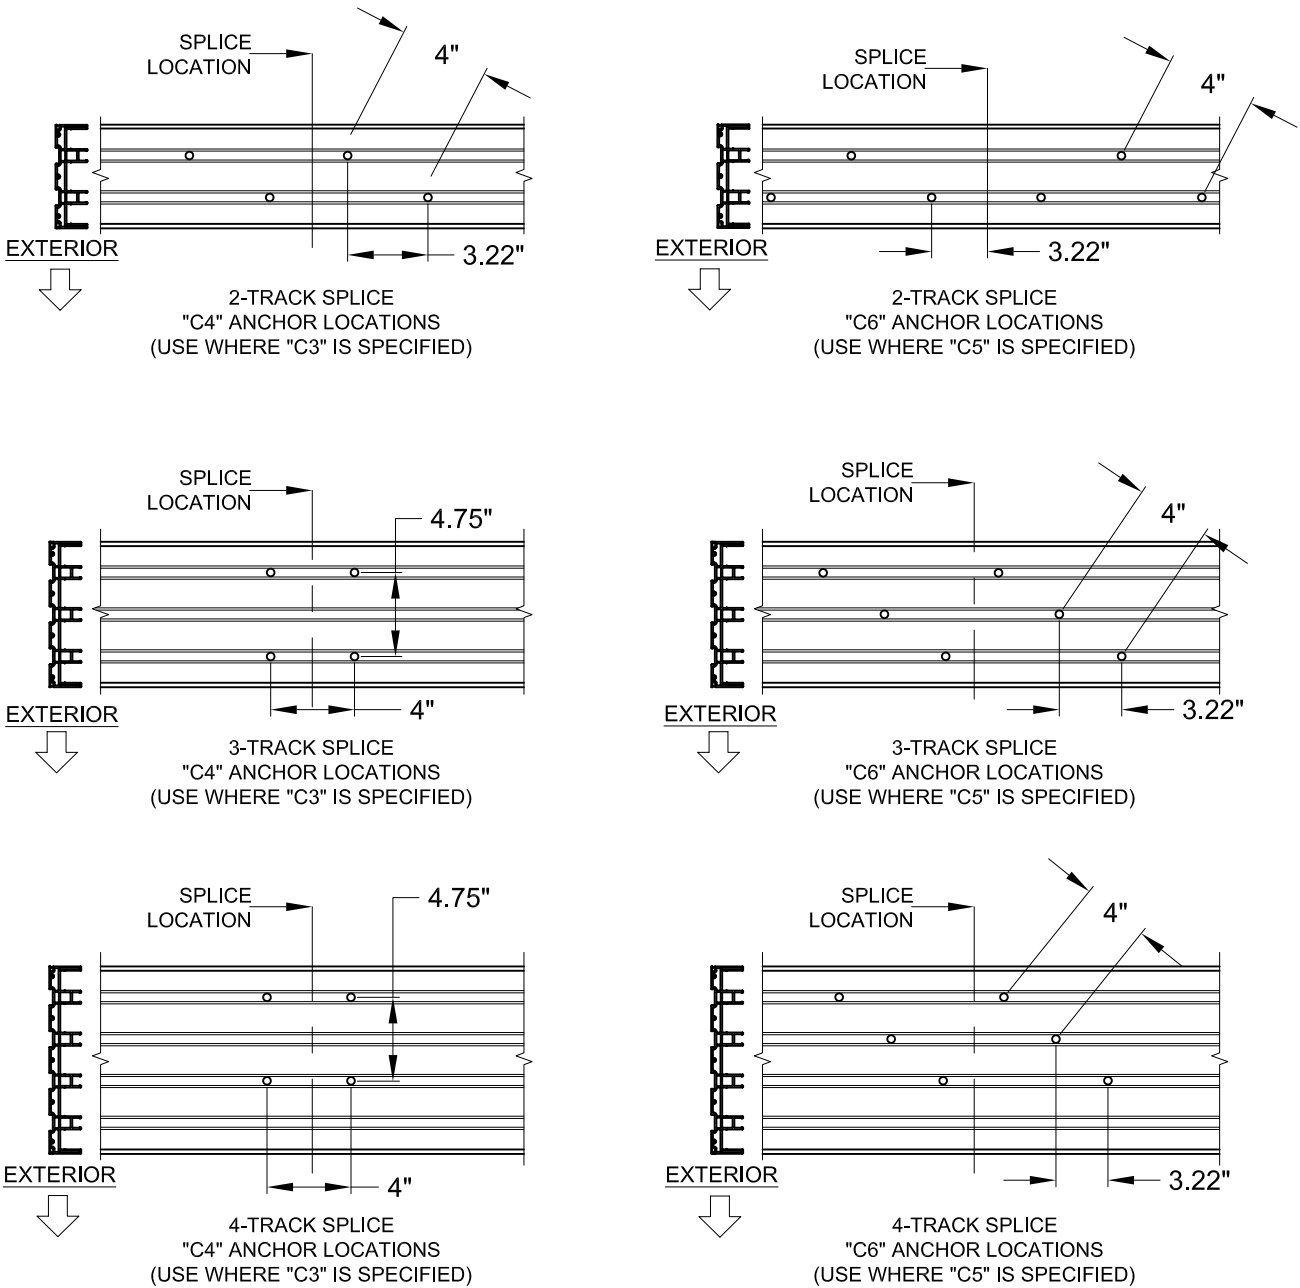 SPLICE
LOCATION
4"
EXTERIOR
3.22"
2-TRACK SPLICE
"C4" ANCHOR LOCATIONS
(USE WHERE "C3" IS SPECIFIED)
SPLICE
LOCATION
4"
EXTERIOR
3.22"
2-TRACK SPLICE
"C6" ANCHOR LOCATIONS
(USE WHERE "C5" IS SPECIFIED)
SPLICE
LOCATION
4.75"
EXTERIOR
4"
3-TRACK SPLICE
"C4" ANCHOR LOCATIONS
(USE WHERE "C3" IS SPECIFIED)
SPLICE
LOCATION
4"
EXTERIOR
3.22"
3-TRACK SPLICE
"C6" ANCHOR LOCATIONS
(USE WHERE "C5" IS SPECIFIED)
SPLICE
LOCATION
4.75"
EXTERIOR
4"
4-TRACK SPLICE
"C4" ANCHOR LOCATIONS
(USE WHERE "C3" IS SPECIFIED)
SPLICE
LOCATION
4"
EXTERIOR
3.22"
4-TRACK SPLICE
"C6" ANCHOR LOCATIONS
(USE WHERE "C5" IS SPECIFIED)